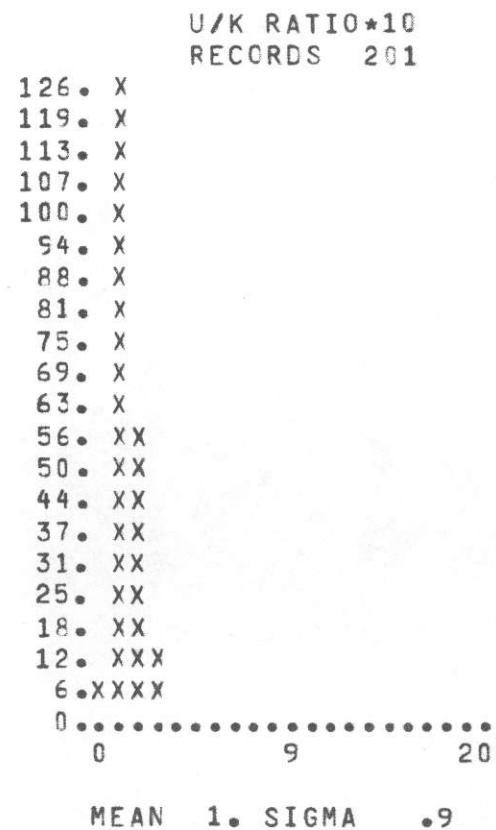 U/K RATIO*10
RECORDS 201
126. X
119. X
113. X
107. X
100. X
94. X
88. X
81. X
75. X
69. X
63. X
56. XX
50. XX
44. XX
37. XX
31. XX
25. XX
18. XX
12. XXX
6.XXXX
0.....................
0 9 20
MEAN 1. SIGMA .9